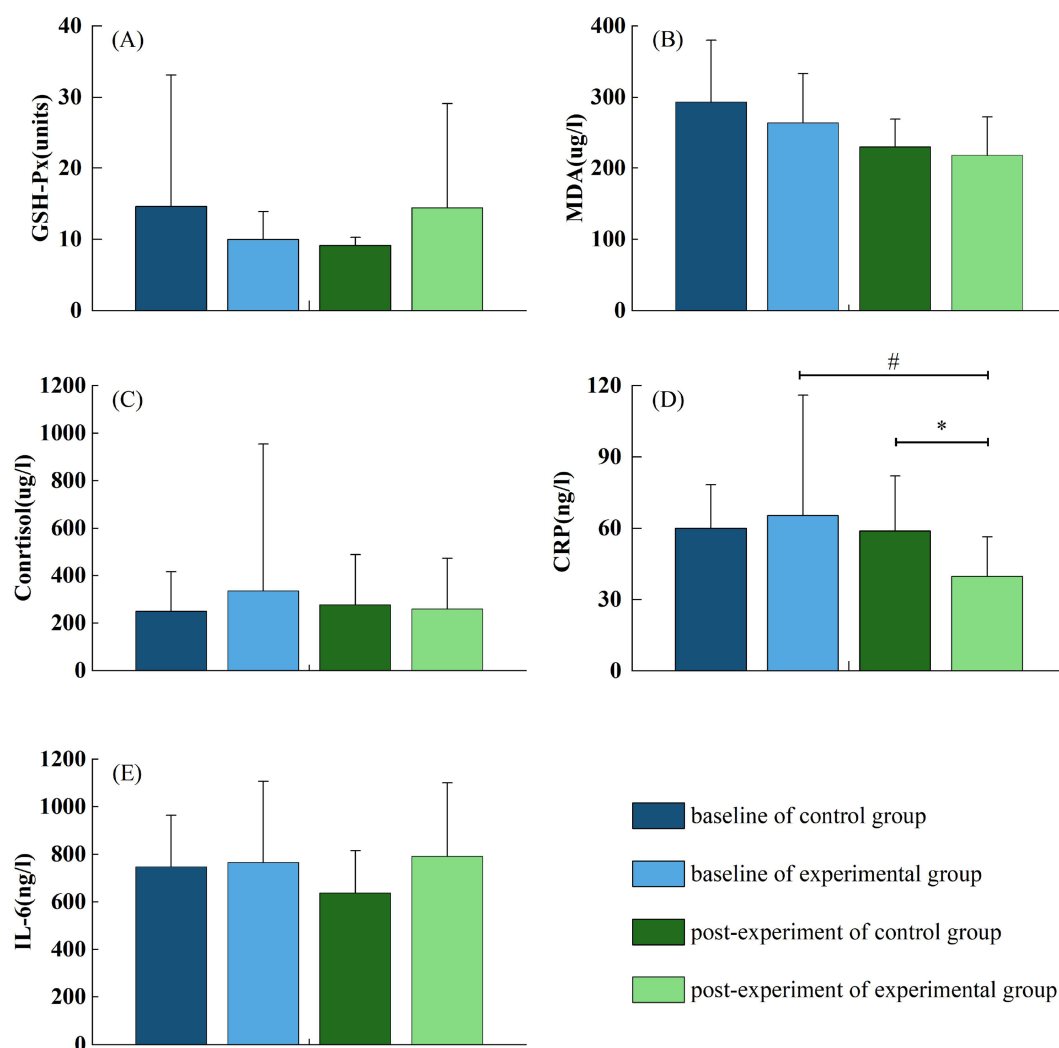 (A)
GSH-Px(units)
40
30
20
10
0
(B)
MDA(ug/l)
400
300
200
100
0
(C)
Conrtisol(ug/l)
1200
1000
800
600
400
200
0
(D)
CRP(ng/l)
120
90
60
30
0
#
*
(E)
IL-6(ng/l)
1200
1000
800
600
400
200
0
baseline of control group
baseline of experimental group
post-experiment of control group
post-experiment of experimental group